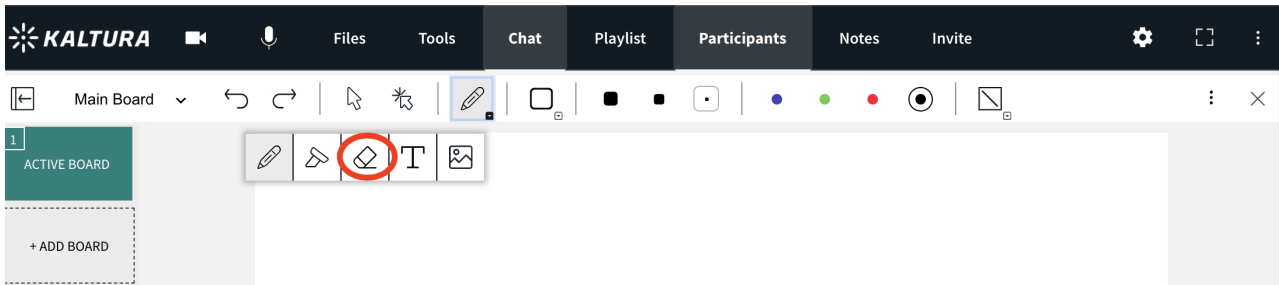 KALTURA Files Tools Chat Playlist Participants Notes Invite
Main Board
1
ACTIVE BOARD
T
+ ADD BOARD